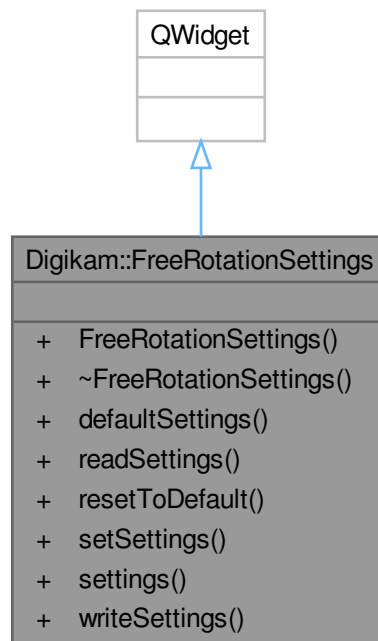 QWidget
Digikam::FreeRotationSettings
+ FreeRotationSettings()
+ ~FreeRotationSettings()
+ defaultSettings()
+ readSettings()
+ resetToDefault()
+ setSettings()
+ settings()
+ writeSettings()